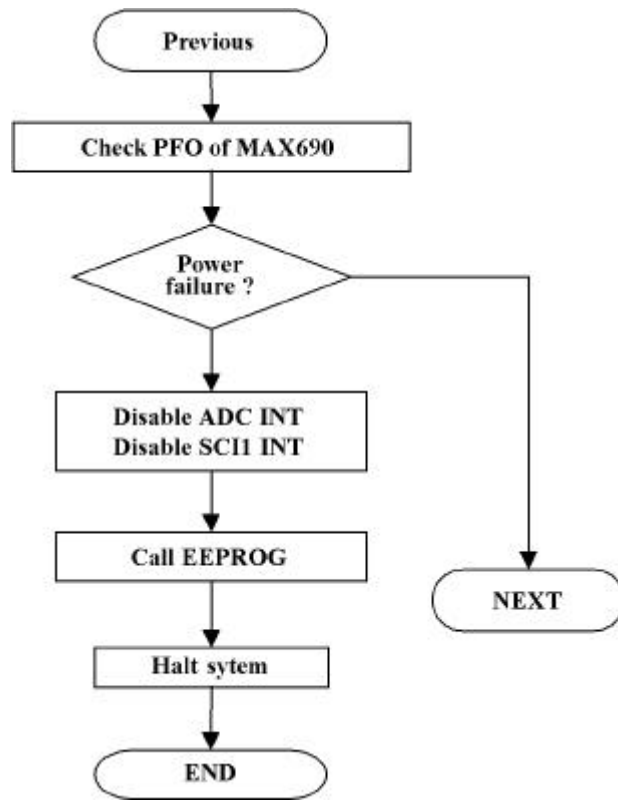 Previous
Check PFO of MAX690
Power
failure ?
Disable ADC INT
Disable SCI1 INT
Call EEPROG
NEXT
Halt sytem
END